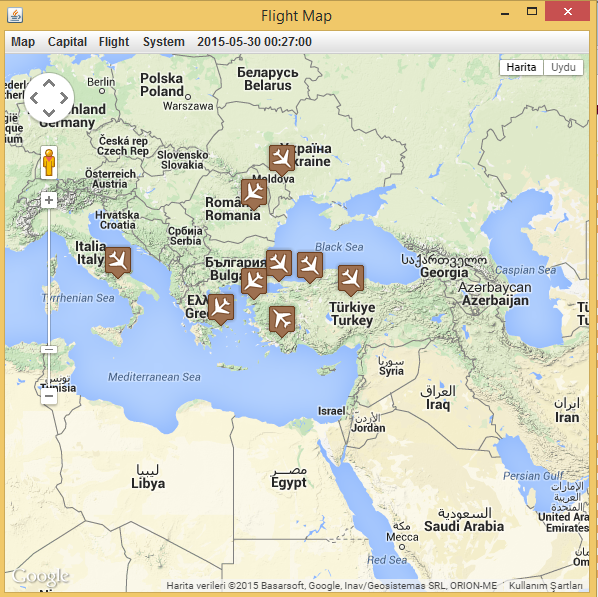 Flight Map
Map Capital Flight System 2015-05-30 00:27:00
Harita Uydu
Berlin
Polska
Poland
Warszawa
Беларусь
Belarus
Germany
Česká rep
Czech Rep
Slovensko
Slovakia
Österreich
Austria
Україна
Ukraine
Moldova
România
Romania
Hrvatska
Croatia
Србија
Serbia
Italia
Italy
България
Bulg
Black Sea
საქართველო
Georgia
Caspian Sea
Azərbaycan
Azerbaijan
Tyrrhenian Sea
Ελλ
Gree
Türkiye
Turkey
Mediterranean Sea
تونس
Tunisia
سوريا
Syria
العراق
Iraq
ایران
Iran
Israel
الأردن
Jordan
ليبيا
Libya
مصر
Egypt
Persian Gulf
الإمارات
العربية
المتحدة
United Arab
Emirates
السعودية
Saudi Arabia
مكة
Mecca
Red Sea
Google
Harita verileri ©2015 Basarsoft, Google, Inav/Geosistemas SRL, ORION-ME Kullanım Şartları